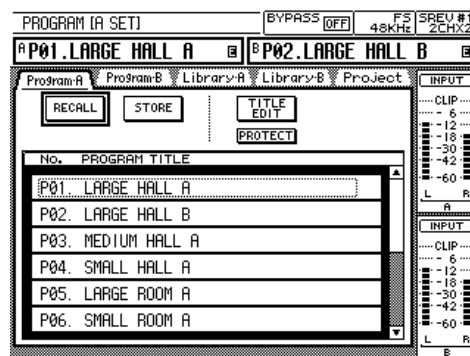 PROGRAM [A SET]
BYPASS OFF
FS 48KHz
SREV #1 2CHX2
A P01.LARGE HALL A E
B P02.LARGE HALL B E
Program-A Program-B Library-A Library-B Project
RECALL STORE TITLE EDIT
PROTECT
No. PROGRAM TITLE
P01. LARGE HALL A
P02. LARGE HALL B
P03. MEDIUM HALL A
P04. SMALL HALL A
P05. LARGE ROOM A
P06. SMALL ROOM A
INPUT
CLIP
- 6
-12
-18
-30
-42
-60
L R
A
INPUT
CLIP
- 6
-12
-18
-30
-42
-60
L R
B